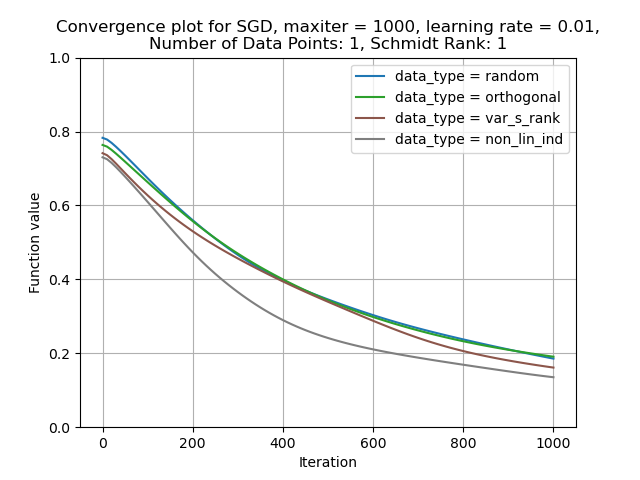 Convergence plot for SGD, maxiter = 1000, learning rate = 0.01,
Number of Data Points: 1, Schmidt Rank: 1
1.0
0.8
0.6
0.4
0.2
0.0
Function value
data_type = random
data_type = orthogonal
data_type = var_s_rank
data_type = non_lin_ind
0 200 400 600 800 1000
Iteration